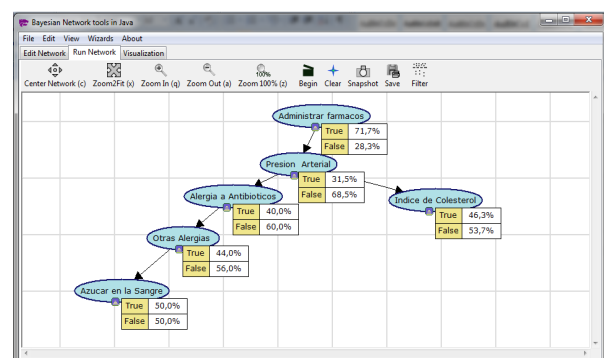 Bayesian Network tools in Java
File Edit View Wizards About
Edit Network Run Network Visualization
Center Network (c) Zoom2Fit (x) Zoom In (q) Zoom Out (a) Zoom 100% (z) Begin Clear Snapshot Save Filter
100%
Administrar farmacos
True 71,7%
False 28,3%
Presion Arterial
True 31,5%
False 68,5%
Alergia a Antibioticos
True 40,0%
False 60,0%
Indice de Colesterol
True 46,3%
False 53,7%
Otras Alergias
True 44,0%
False 56,0%
Azucar en la Sangre
True 50,0%
False 50,0%